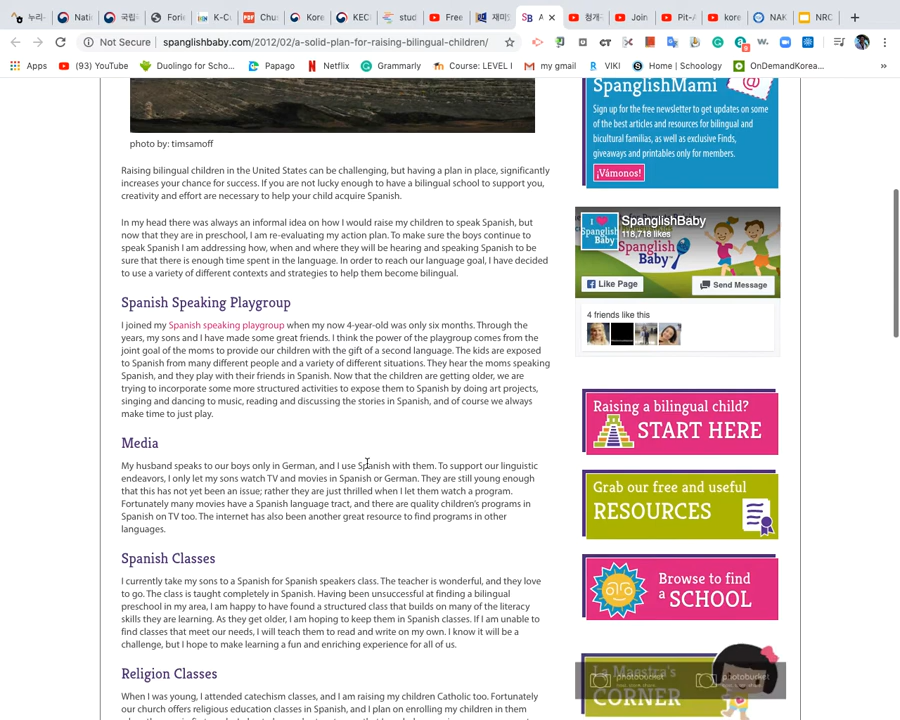 누리-
Nati
국립
Forie
K-Cu
Chus
Kore
KEC
stud
Free
재미
A
청개
Join
Pit-A
kore
NAK
NRC
Not Secure
spanglishbaby.com/2012/02/a-solid-plan-for-raising-bilingual-children/
Apps
(93) YouTube
Duolingo for Scho...
Papago
Netflix
Grammarly
Course: LEVEL I
my gmail
VIKI
Home | Schoology
OnDemandKorea...
photo by: timsamoff
Raising bilingual children in the United States can be challenging, but having a plan in place, significantly
increases your chance for success. If you are not lucky enough to have a bilingual school to support you,
creativity and effort are necessary to help your child acquire Spanish.
In my head there was always an informal idea on how I would raise my children to speak Spanish, but
now that they are in preschool, I am re-evaluating my action plan. To make sure the boys continue to
speak Spanish I am addressing how, when and where they will be hearing and speaking Spanish to be
sure that there is enough time spent in the language. In order to reach our language goal, I have decided
to use a variety of different contexts and strategies to help them become bilingual.
Spanish Speaking Playgroup
I joined my Spanish speaking playgroup when my now 4-year-old was only six months. Through the
years, my sons and I have made some great friends. I think the power of the playgroup comes from the
joint goal of the moms to provide our children with the gift of a second language. The kids are exposed
to Spanish from many different people and a variety of different situations. They hear the moms speaking
Spanish, and they play with their friends in Spanish. Now that the children are getting older, we are
trying to incorporate some more structured activities to expose them to Spanish by doing art projects,
singing and dancing to music, reading and discussing the stories in Spanish, and of course we always
make time to just play.
Media
My husband speaks to our boys only in German, and I use Spanish with them. To support our linguistic
endeavors, I only let my sons watch TV and movies in Spanish or German. They are still young enough
that this has not yet been an issue; rather they are just thrilled when I let them watch a program.
Fortunately many movies have a Spanish language tract, and there are quality children's programs in
Spanish on TV too. The internet has also been another great resource to find programs in other
languages.
Spanish Classes
I currently take my sons to a Spanish for Spanish speakers class. The teacher is wonderful, and they love
to go. The class is taught completely in Spanish. Having been unsuccessful at finding a bilingual
preschool in my area, I am happy to have found a structured class that builds on many of the literacy
skills they are learning. As they get older, I am hoping to keep them in Spanish classes. If I am unable to
find classes that meet our needs, I will teach them to read and write on my own. I know it will be a
challenge, but I hope to make learning a fun and enriching experience for all of us.
Religion Classes
When I was young, I attended catechism classes, and I am raising my children Catholic too. Fortunately
our church offers religious education classes in Spanish, and I plan on enrolling my children
SpanglishMami
Sign up for the free newsletter to get updates on some
of the best articles and resources for bilingual and
bicultural families, as well as exclusive Finds,
giveaways and printables only for members.
¡Vámonos!
I
Spanglish
Baby
SpanglishBaby
118,718 likes
Spanglish
Baby
Like Page
Send Message
4 friends like this
Raising a bilingual child?
START HERE
Grab our free and useful
RESOURCES
Browse to find
a SCHOOL
La Maestra's
CORNER
photobucket
photobucket